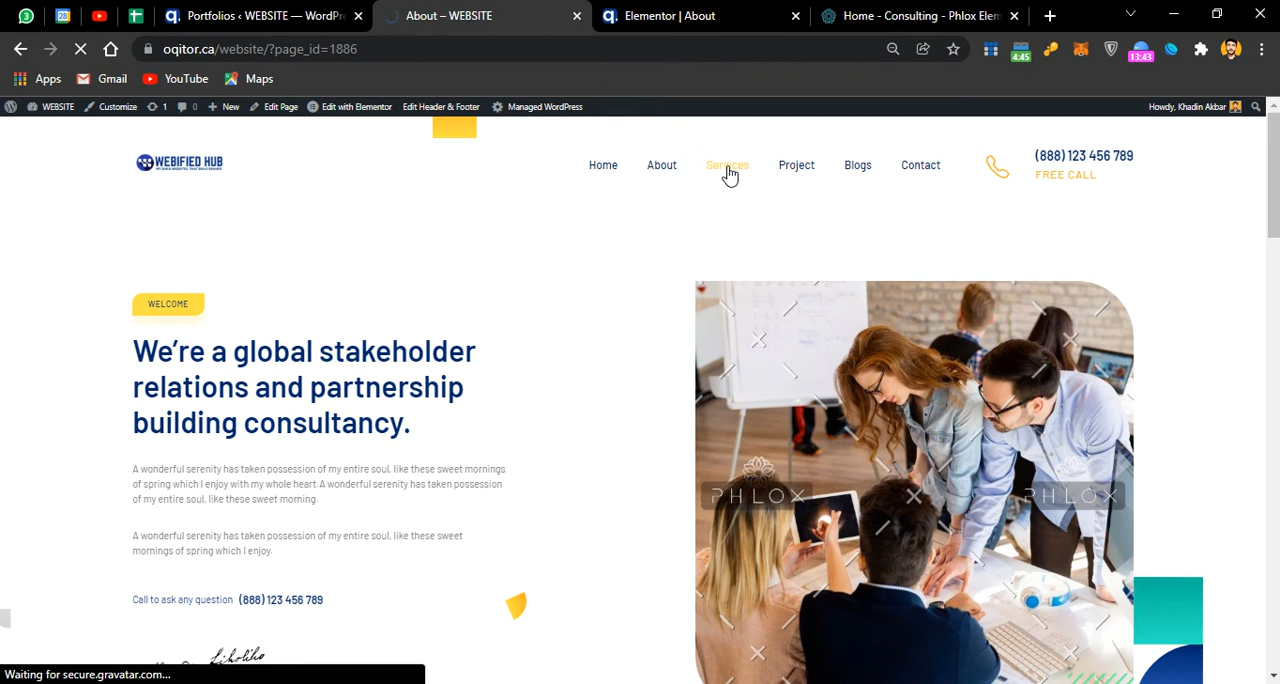 3
28
Portfolios ‹ WEBSITE — WordPr
About – WEBSITE
Elementor | About
Home - Consulting - Phlox Elem
oqitor.ca/website/?page_id=1886
4:45
13:43
Apps
Gmail
YouTube
Maps
WEBSITE
Customize
1
0
New
Edit Page
Edit with Elementor
Edit Header & Footer
Managed WordPress
Howdy, Khadin Akbar
WEBIFIED HUB
Home
About
Services
Project
Blogs
Contact
(888) 123 456 789
FREE CALL
WELCOME
We're a global stakeholder
relations and partnership
building consultancy.
A wonderful serenity has taken possession of my entire soul, like these sweet mornings
of spring which I enjoy with my whole heart.A wonderful serenity has taken possession
of my entire soul, like these sweet morning.
A wonderful serenity has taken possession of my entire soul, like these sweet
mornings of spring which I enjoy.
Call to ask any question (888) 123 456 789
PHLOX
PHLOX
Waiting for secure.gravatar.com...